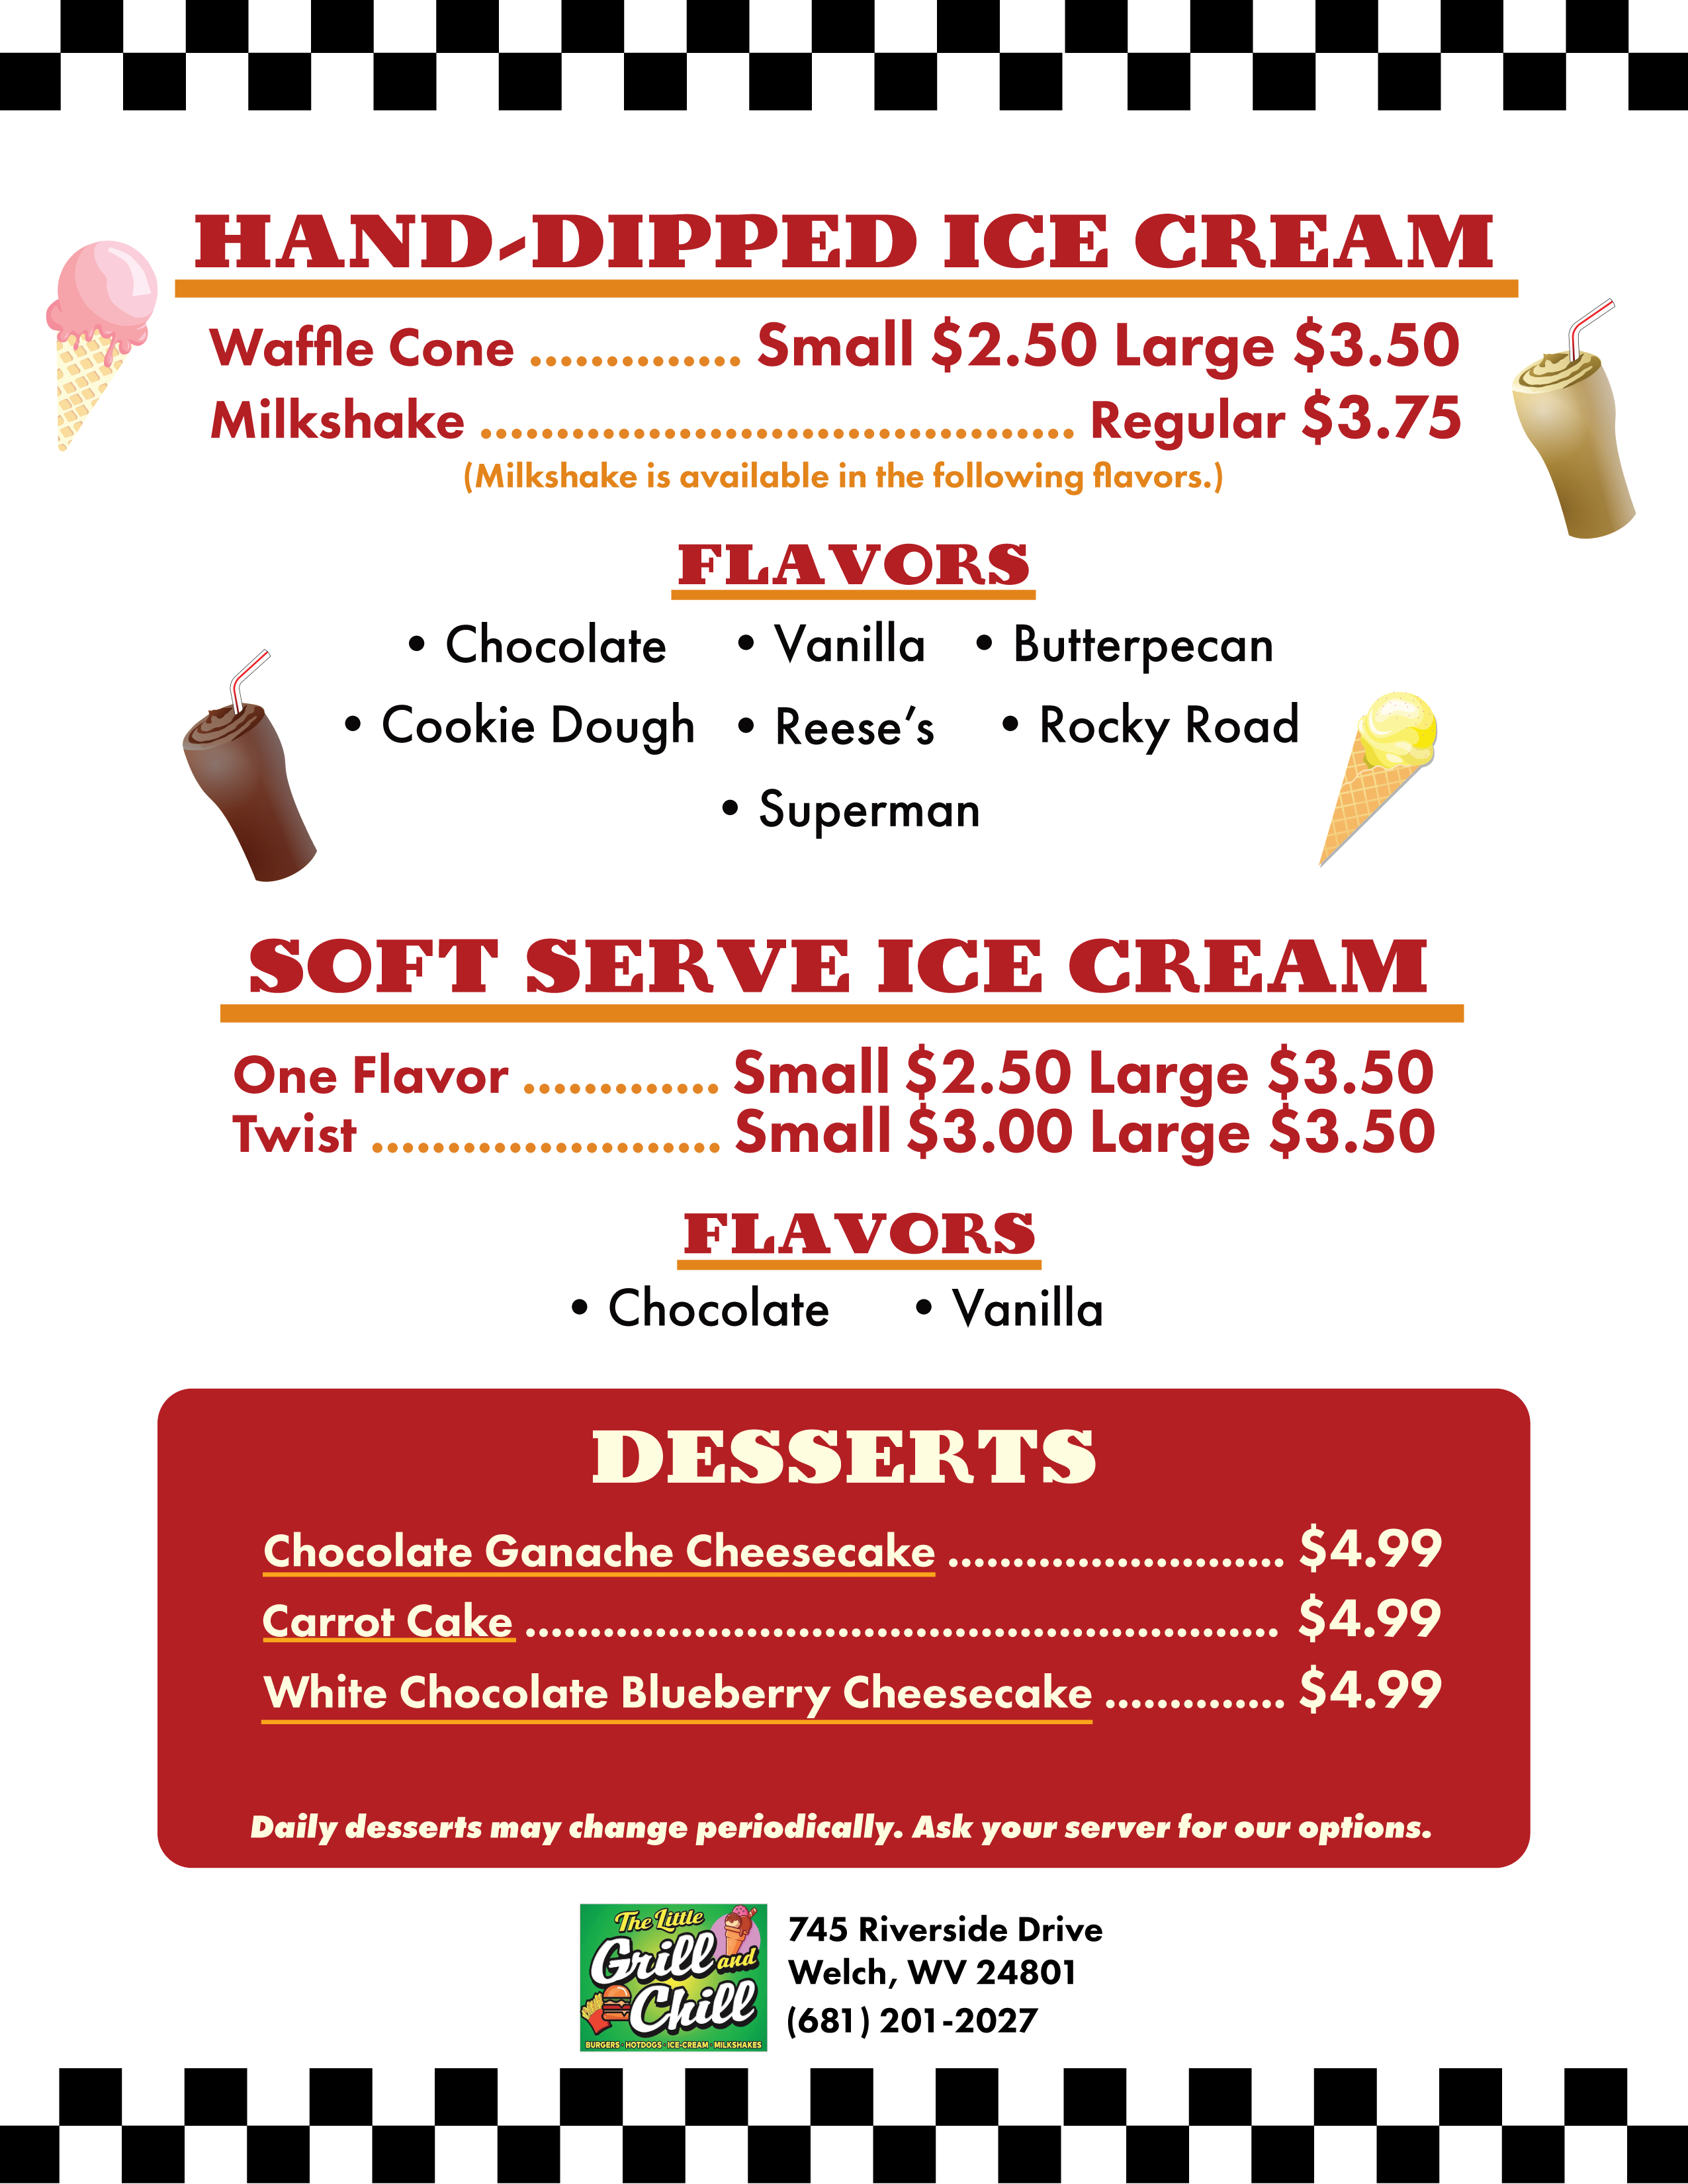 HAND-DIPPED ICE CREAM
Waffle Cone .............. Small $2.50 Large $3.50
Milkshake ....................................... Regular $3.75
(Milkshake is available in the following flavors.)
FLAVORS
• Chocolate • Vanilla • Butterpecan
• Cookie Dough • Reese’s • Rocky Road
• Superman
SOFT SERVE ICE CREAM
One Flavor ............. Small $2.50 Large $3.50
Twist ....................... Small $3.00 Large $3.50
FLAVORS
• Chocolate • Vanilla
DESSERTS
Chocolate Ganache Cheesecake .......................... $4.99
Carrot Cake .......................................................... $4.99
White Chocolate Blueberry Cheesecake .............. $4.99
Daily desserts may change periodically. Ask your server for our options.
The Little
Grill and
Chill
BURGERS · HOTDOGS · ICE-CREAM · MILKSHAKES
745 Riverside Drive
Welch, WV 24801
(681) 201-2027